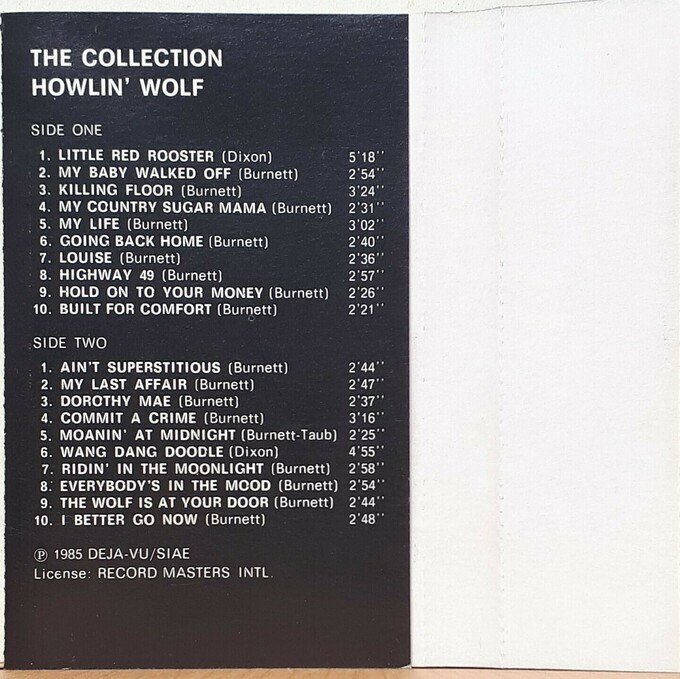 THE COLLECTION
HOWLIN' WOLF
SIDE ONE
1. LITTLE RED ROOSTER (Dixon) 5'18''
2. MY BABY WALKED OFF (Burnett) 2'54''
3. KILLING FLOOR (Burnett) 3'24''
4. MY COUNTRY SUGAR MAMA (Burnett) 2'31''
5. MY LIFE (Burnett) 3'02''
6. GOING BACK HOME (Burnett) 2'40''
7. LOUISE (Burnett) 2'36''
8. HIGHWAY 49 (Burnett) 2'57''
9. HOLD ON TO YOUR MONEY (Burnett) 2'26''
10. BUILT FOR COMFORT (Burnett) 2'21''
SIDE TWO
1. AIN'T SUPERSTITIOUS (Burnett) 2'44''
2. MY LAST AFFAIR (Burnett) 2'47''
3. DOROTHY MAE (Burnett) 2'37''
4. COMMIT A CRIME (Burnett) 3'16''
5. MOANIN' AT MIDNIGHT (Burnett-Taub) 2'25''
6. WANG DANG DOODLE (Dixon) 4'55''
7. RIDIN' IN THE MOONLIGHT (Burnett) 2'58''
8. EVERYBODY'S IN THE MOOD (Burnett) 2'54''
9. THE WOLF IS AT YOUR DOOR (Burnett) 2'44''
10. I BETTER GO NOW (Burnett) 2'48''
℗ 1985 DEJA-VU/SIAE
License: RECORD MASTERS INTL.